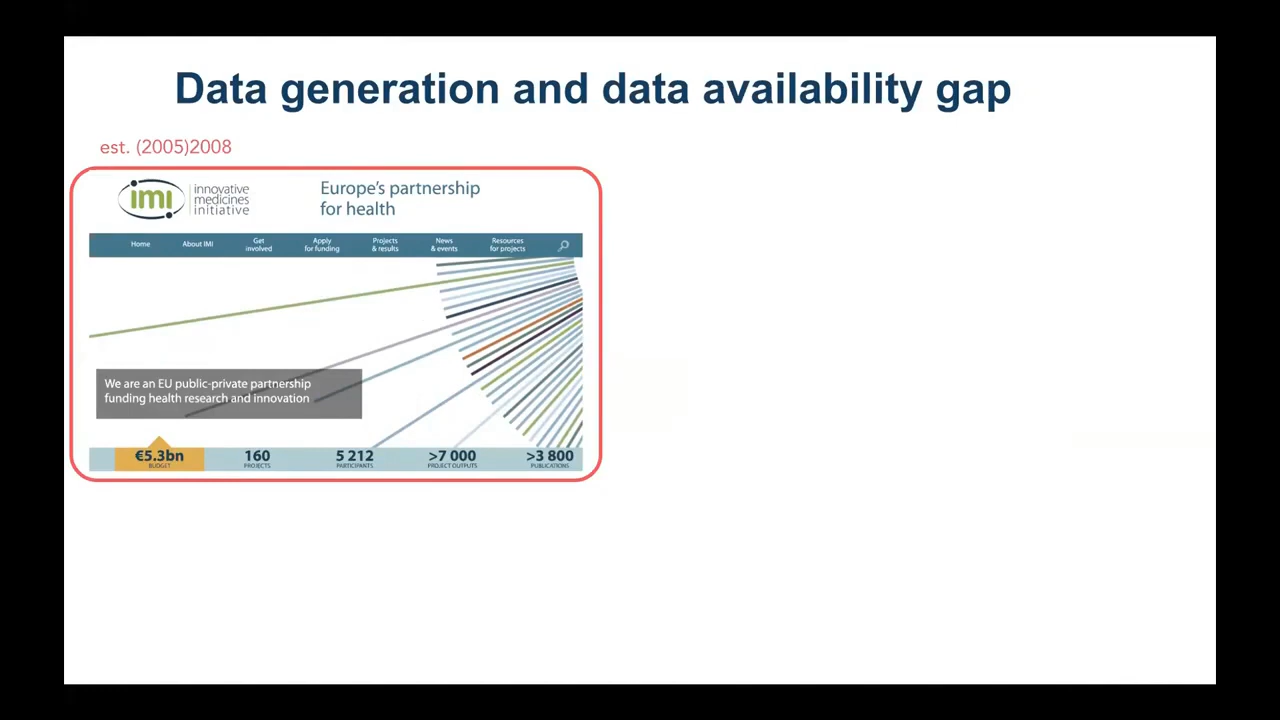 Data generation and data availability gap
est. (2005)2008
imi
innovative
medicines
initiative
Europe's partnership
for health
Home
About IMI
Get
involved
Apply
for funding
Projects
& results
News
& events
Resources
for projects
We are an EU public-private partnership
funding health research and innovation
€5.3bn
BUDGET
160
PROJECTS
5 212
PARTICIPANTS
>7 000
PROJECT OUTPUTS
>3 800
PUBLICATIONS